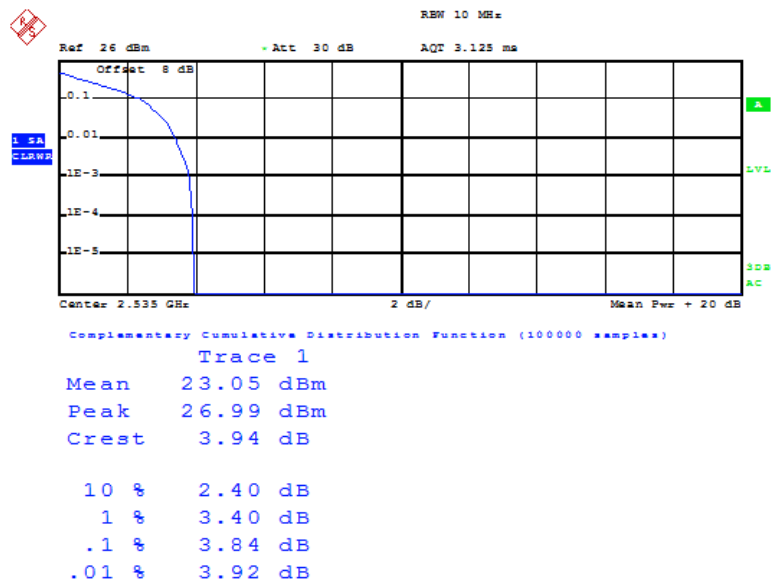 R
S
RBW 10 MHz
Ref 26 dBm Att 30 dB AQT 3.125 ms
Offset 8 dB
0.1
A
0.01
1 SA
CLRWR
1E-3
LVL
1E-4
1E-5
3DB
AC
Center 2.535 GHz 2 dB/ Mean Pwr + 20 dB
Complementary Cumulative Distribution Function (100000 samples)
Trace 1
Mean 23.05 dBm
Peak 26.99 dBm
Crest 3.94 dB
10 % 2.40 dB
1 % 3.40 dB
.1 % 3.84 dB
.01 % 3.92 dB